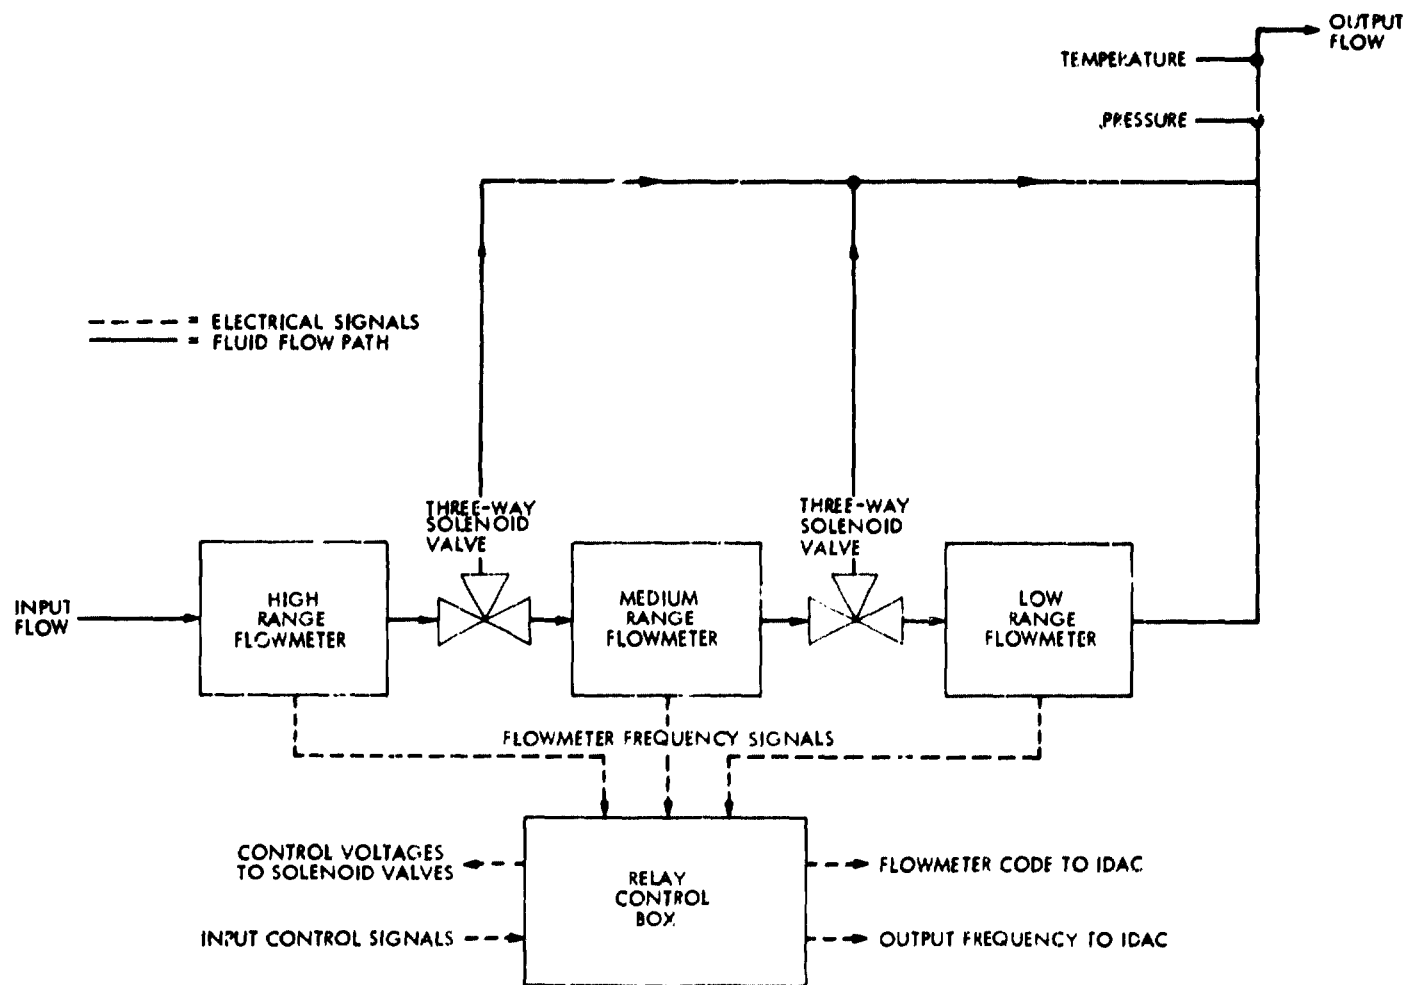 OUTPUT
FLOW
TEMPERATURE
PRESSURE
= ELECTRICAL SIGNALS
= FLUID FLOW PATH
THREE-WAY
SOLENOID
VALVE
THREE-WAY
SOLENOID
VALVE
INPUT
FLOW
HIGH
RANGE
FLOWMETER
MEDIUM
RANGE
FLOWMETER
LOW
RANGE
FLOWMETER
FLOWMETER FREQUENCY SIGNALS
CONTROL VOLTAGES
TO SOLENOID VALVES
INPUT CONTROL SIGNALS
RELAY
CONTROL
BOX
FLOWMETER CODE TO IDAC
OUTPUT FREQUENCY TO IDAC